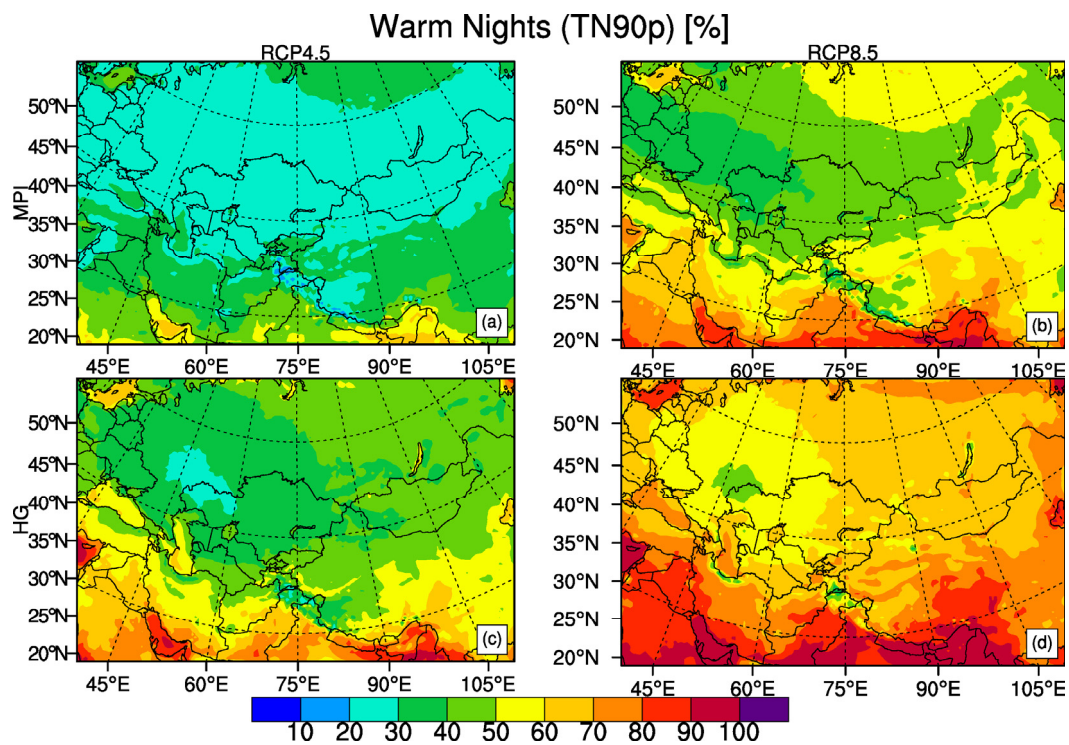 Warm Nights (TN90p) [%]
RCP4.5 RCP8.5
50°N
45°N
40°N
35°N
30°N
25°N
20°N
MPI
(a)
45°E 60°E 75°E 90°E 105°E
50°N
45°N
40°N
35°N
30°N
25°N
20°N
(b)
45°E 60°E 75°E 90°E 105°E
50°N
45°N
40°N
35°N
30°N
25°N
20°N
HG
(c)
45°E 60°E 75°E 90°E 105°E
50°N
45°N
40°N
35°N
30°N
25°N
20°N
(d)
45°E 60°E 75°E 90°E 105°E
10 20 30 40 50 60 70 80 90 100